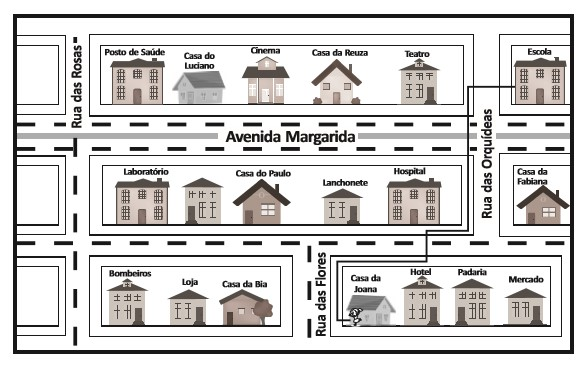 Posto de Saúde
Casa do
Luciano
Cinema
Casa da Reuza
Teatro
Escola
Rua das Rosas
Avenida Margarida
Rua das Orquídeas
Laboratório
Casa do Paulo
Lanchonete
Hospital
Casa da
Fabiana
Bombeiros
Loja
Casa da Bia
Rua das Flores
Casa da
Joana
Hotel
Padaria
Mercado